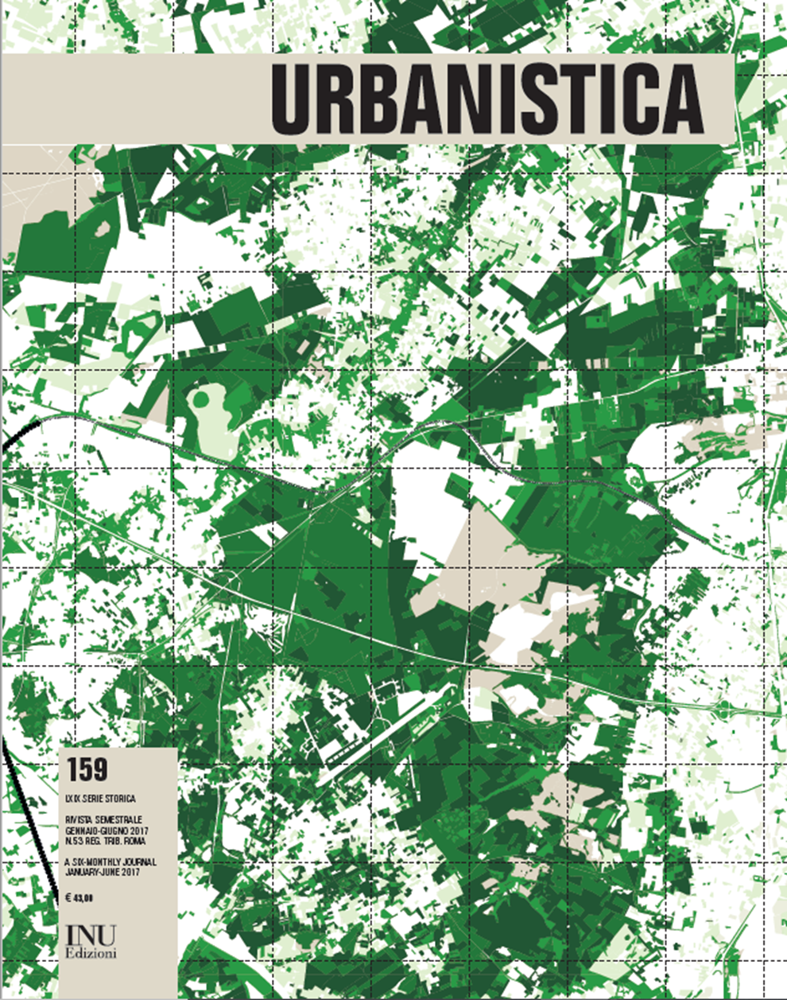 URBANISTICA
159
LXIX SERIE STORICA
RIVISTA SEMESTRALE
GENNAIO-GIUGNO 2017
N.53 REG. TRIB. ROMA
A SIX-MONTHLY JOURNAL
JANUARY-JUNE 2017
€ 43,00
INU
Edizioni